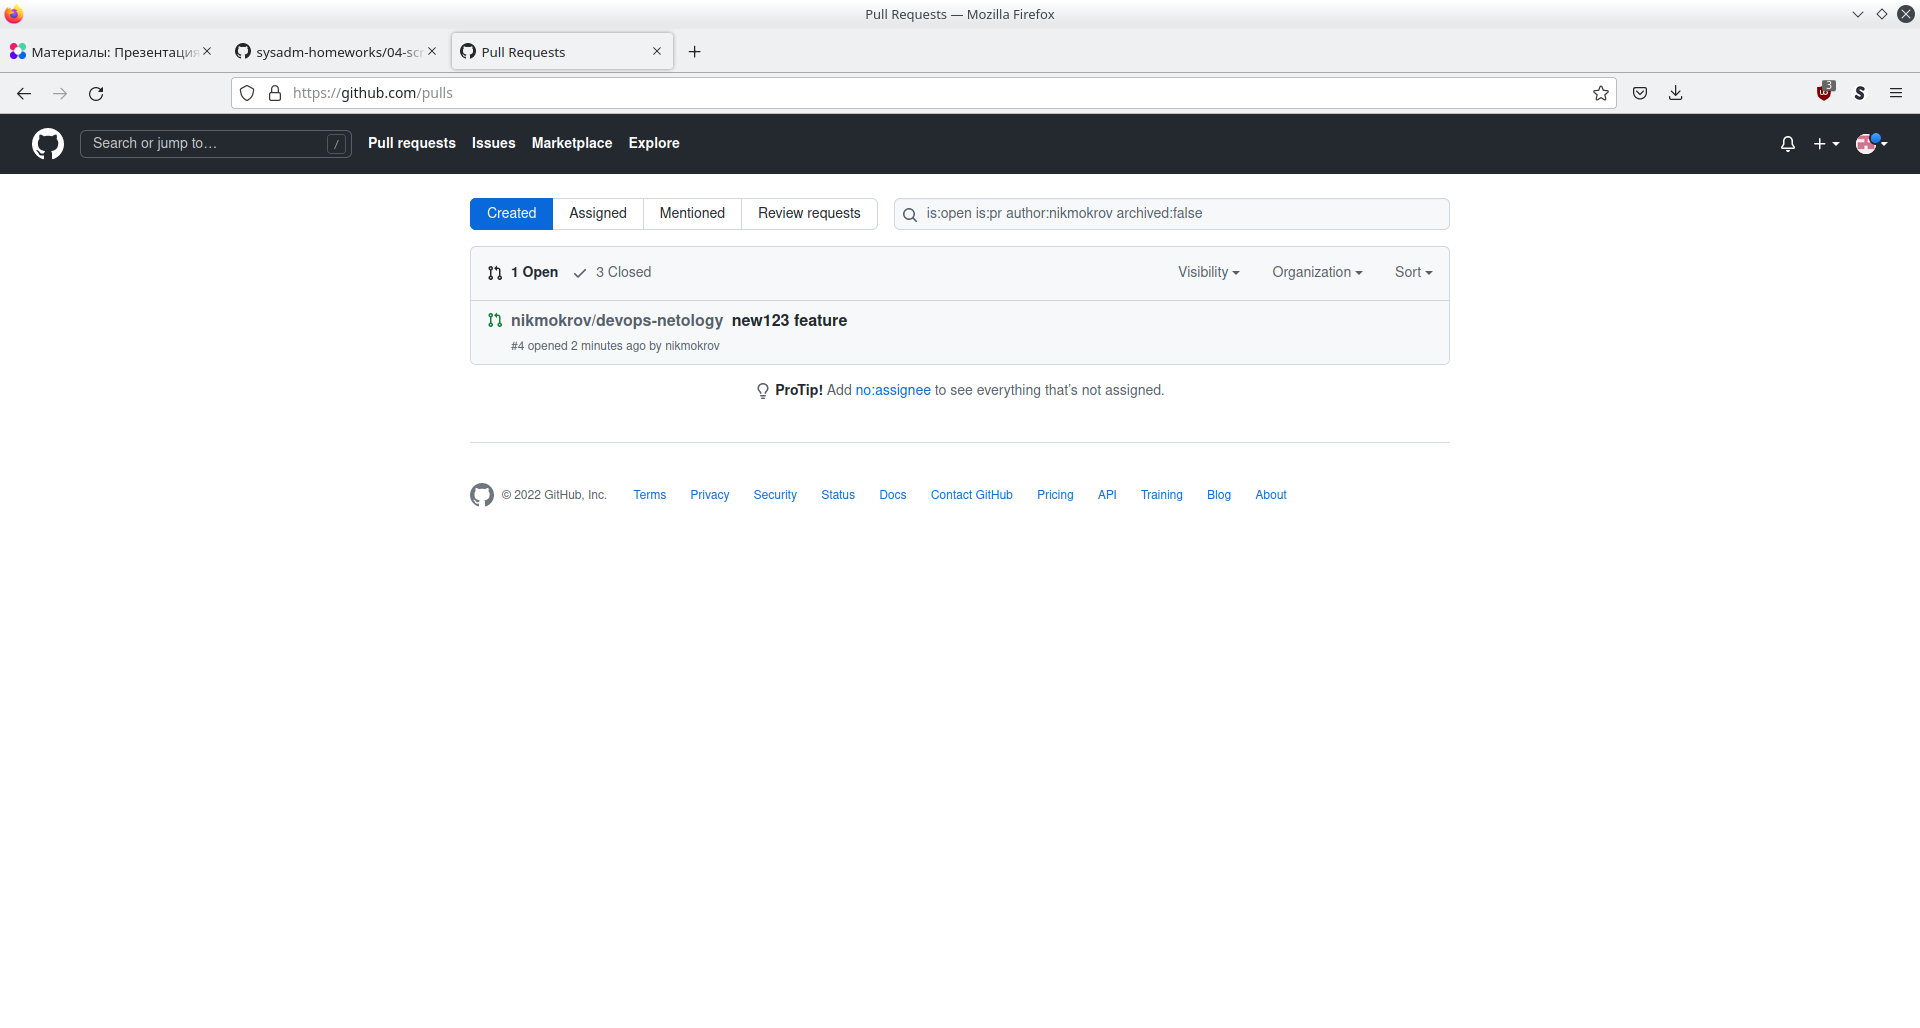 Pull Requests — Mozilla Firefox
Материалы: Презентация
sysadm-homeworks/04-scr
Pull Requests
https://github.com/pulls
3
S
Search or jump to…
/
Pull requests
Issues
Marketplace
Explore
Created
Assigned
Mentioned
Review requests
is:open is:pr author:nikmokrov archived:false
1 Open
3 Closed
Visibility
Organization
Sort
nikmokrov/devops-netology new123 feature
#4 opened 2 minutes ago by nikmokrov
ProTip! Add no:assignee to see everything that’s not assigned.
© 2022 GitHub, Inc.
Terms
Privacy
Security
Status
Docs
Contact GitHub
Pricing
API
Training
Blog
About